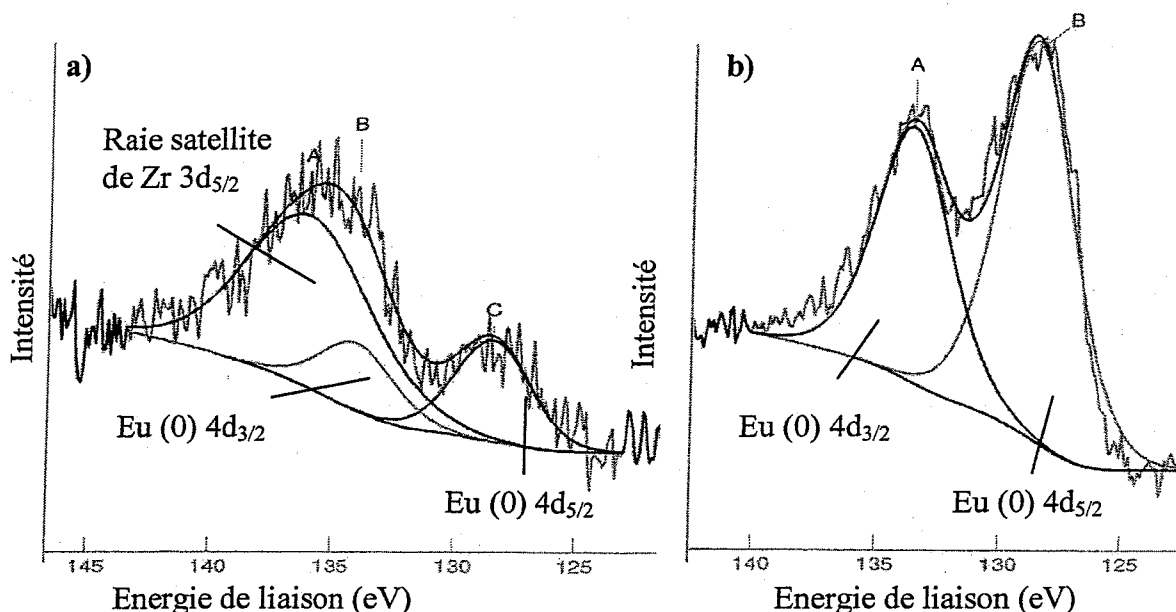 a)
B
A
Raie satellite
de Zr 3d5/2
C
Intensité
Eu (0) 4d3/2
Eu (0) 4d5/2
145
140
135
130
125
Energie de liaison (eV)
b)
B
A
Intensité
Eu (0) 4d3/2
Eu (0) 4d5/2
140
135
130
125
Energie de liaison (eV)